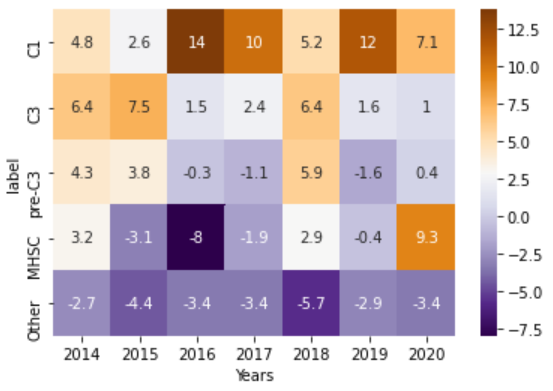 C1 4.8 2.6 14 10 5.2 12 7.1
C3 6.4 7.5 1.5 2.4 6.4 1.6 1
pre-C3 4.3 3.8 -0.3 -1.1 5.9 -1.6 0.4
MHSC 3.2 -3.1 -8 -1.9 2.9 -0.4 9.3
Other -2.7 -4.4 -3.4 -3.4 -5.7 -2.9 -3.4
label
2014 2015 2016 2017 2018 2019 2020
Years
12.5
10.0
7.5
5.0
2.5
0.0
−2.5
−5.0
−7.5